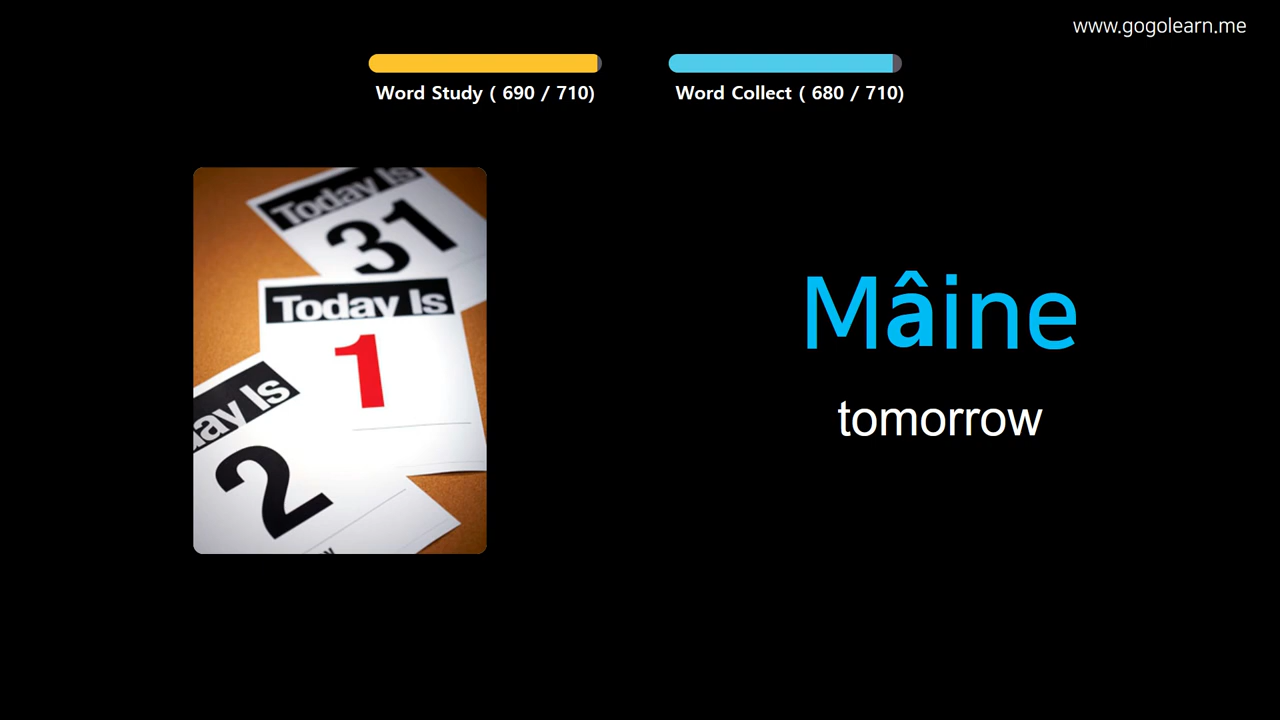 www.gogolearn.me
Word Study ( 690 / 710)
Word Collect ( 680 / 710)
Today Is
31
Today Is
1
day Is
2
Mâine
tomorrow